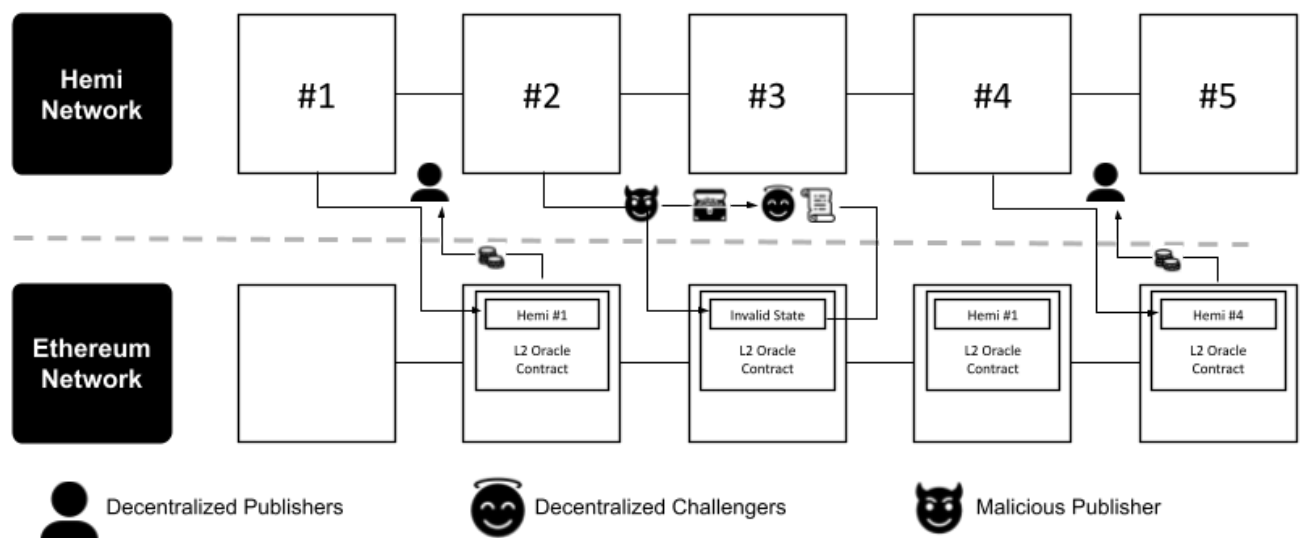 Hemi
Network
#1
#2
#3
#4
#5
Ethereum
Network
Hemi #1
L2 Oracle
Contract
Invalid State
L2 Oracle
Contract
Hemi #1
L2 Oracle
Contract
Hemi #4
L2 Oracle
Contract
Decentralized Publishers
Decentralized Challengers
Malicious Publisher